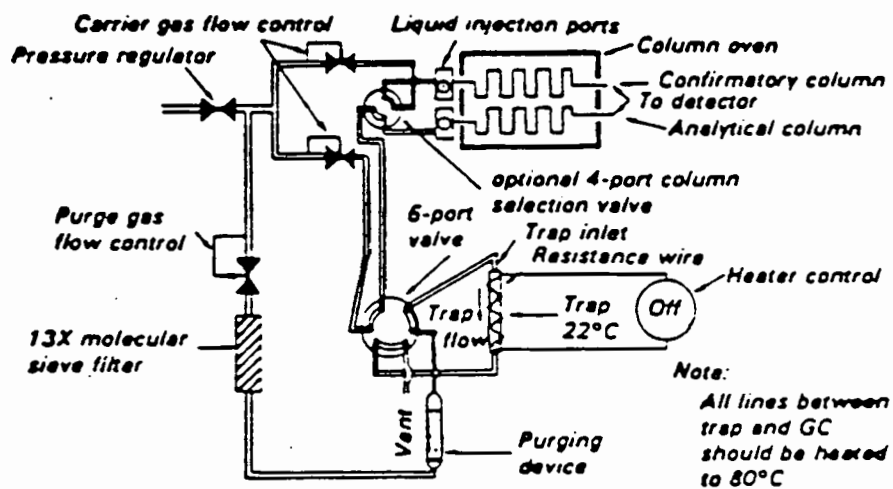 Carrier gas flow control
Pressure regulator
Liquid injection ports
Column oven
Confirmatory column
To detector
Analytical column
optional 4-port column
selection valve
6-port
valve
Purge gas
flow control
Trap inlet
Resistance wire
Heater control
Trap
flow
Trap
22°C
Off
13X molecular
sieve filter
Vent
Purging
device
Note:
All lines between
trap and GC
should be heated
to 80°C